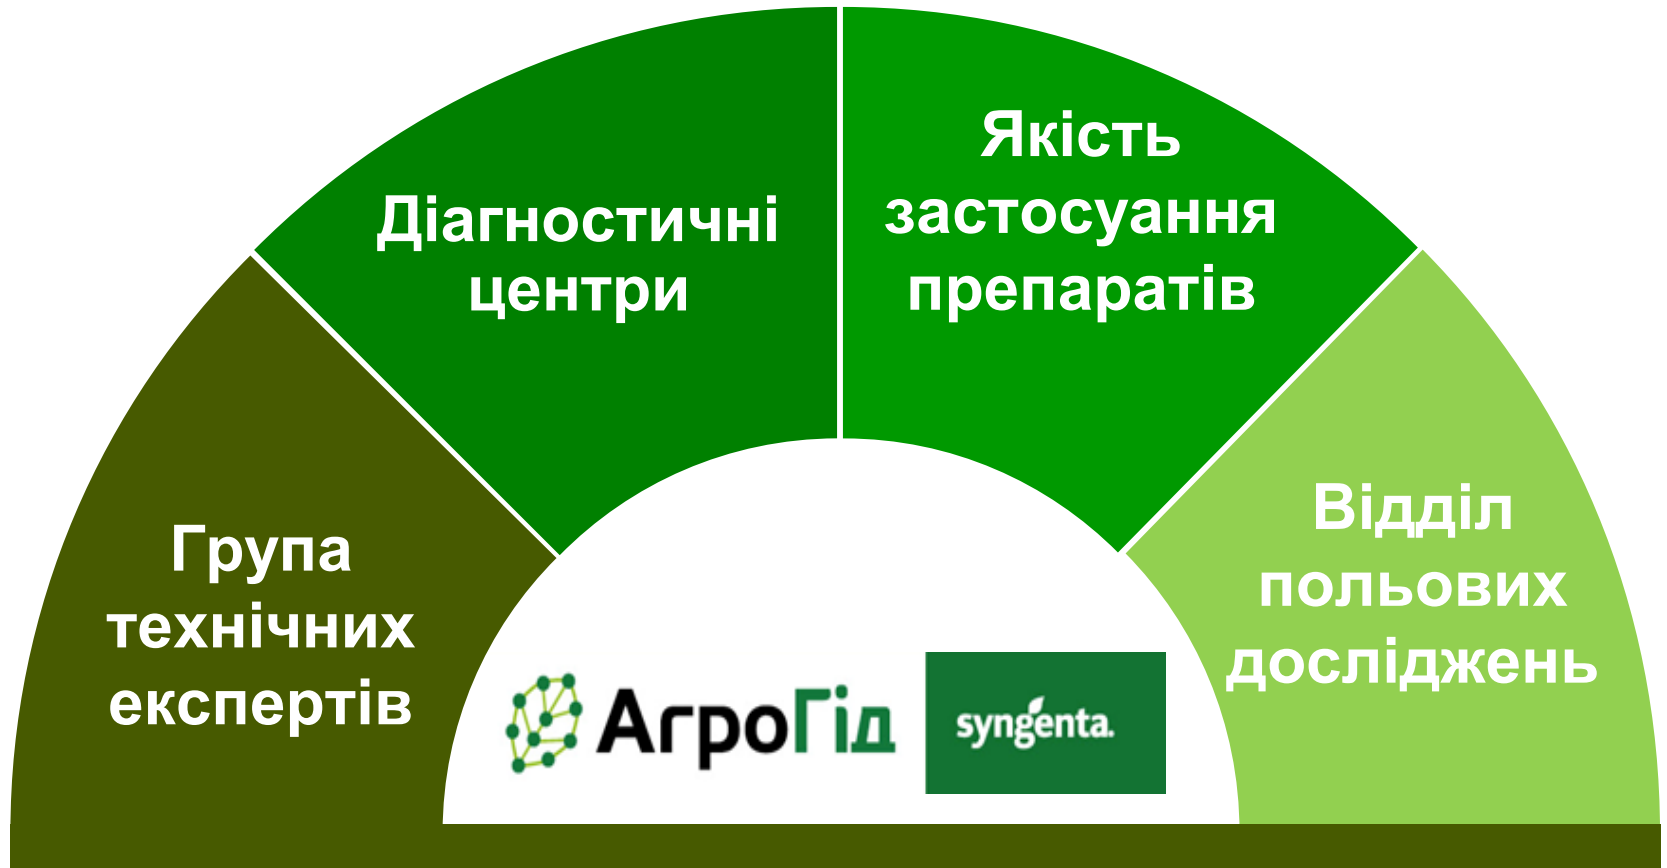 Група
технічних
експертів
Діагностичні
центри
Якість
застосуання
препаратів
Відділ
польових
досліджень
АгроГід
syngenta.